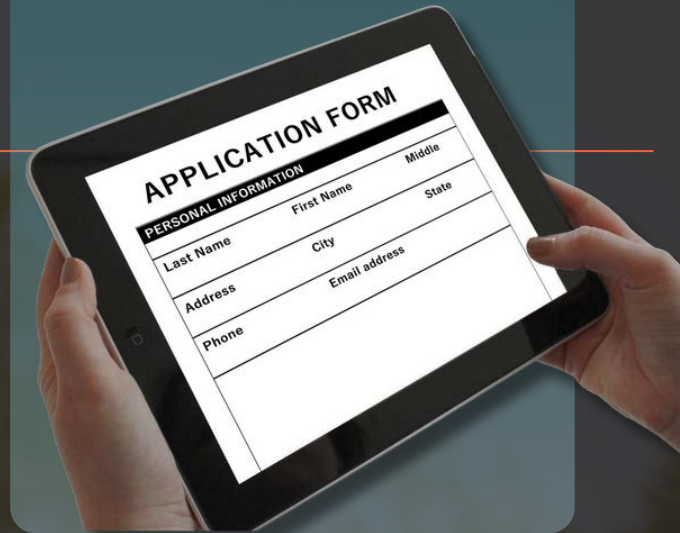 APPLICATION FORM
PERSONAL INFORMATION
Last Name First Name Middle
Address City State
Phone Email address